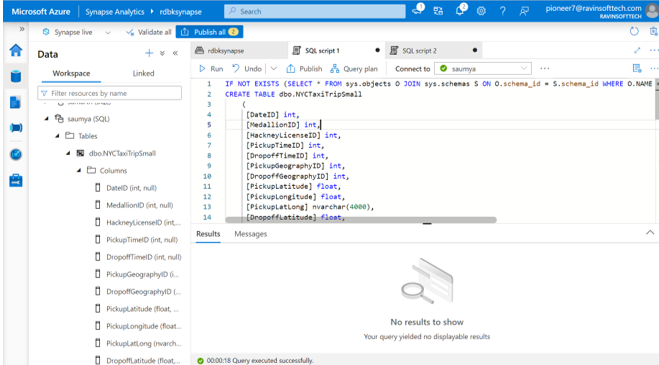 Microsoft Azure | Synapse Analytics ▸ rdbksynapse
Search
1
2
pioneer7@ravinsofttech.com
RAVINSOFTTECH
Synapse live
Validate all
Publish all 2
Data
Workspace
Linked
Filter resources by name
saumya (SQL)
Tables
dbo.NYCTaxiTripSmall
Columns
DateID (int, null)
MedallionID (int, null)
HackneyLicenseID (int,...
PickupTimeID (int, null)
DropoffTimeID (int, null)
PickupGeographyID (i...
DropoffGeographyID (...
PickupLatitude (float, ...
PickupLongitude (float...
PickupLatLong (nvarch...
DropoffLatitude (float,...
rdbksynapse
SQL script 1
SQL script 2
Run
Undo
Publish
Query plan
Connect to
saumya
1 IF NOT EXISTS (SELECT * FROM sys.objects O JOIN sys.schemas S ON O.schema_id = S.schema_id WHERE O.NAME
2 CREATE TABLE dbo.NYCTaxiTripSmall
3 (
4 [DateID] int,
5 [MedallionID] int,
6 [HackneyLicenseID] int,
7 [PickupTimeID] int,
8 [DropoffTimeID] int,
9 [PickupGeographyID] int,
10 [DropoffGeographyID] int,
11 [PickupLatitude] float,
12 [PickupLongitude] float,
13 [PickupLatLong] nvarchar(4000),
14 [DropoffLatitude] float,
Results
Messages
No results to show
Your query yielded no displayable results
00:00:18 Query executed successfully.